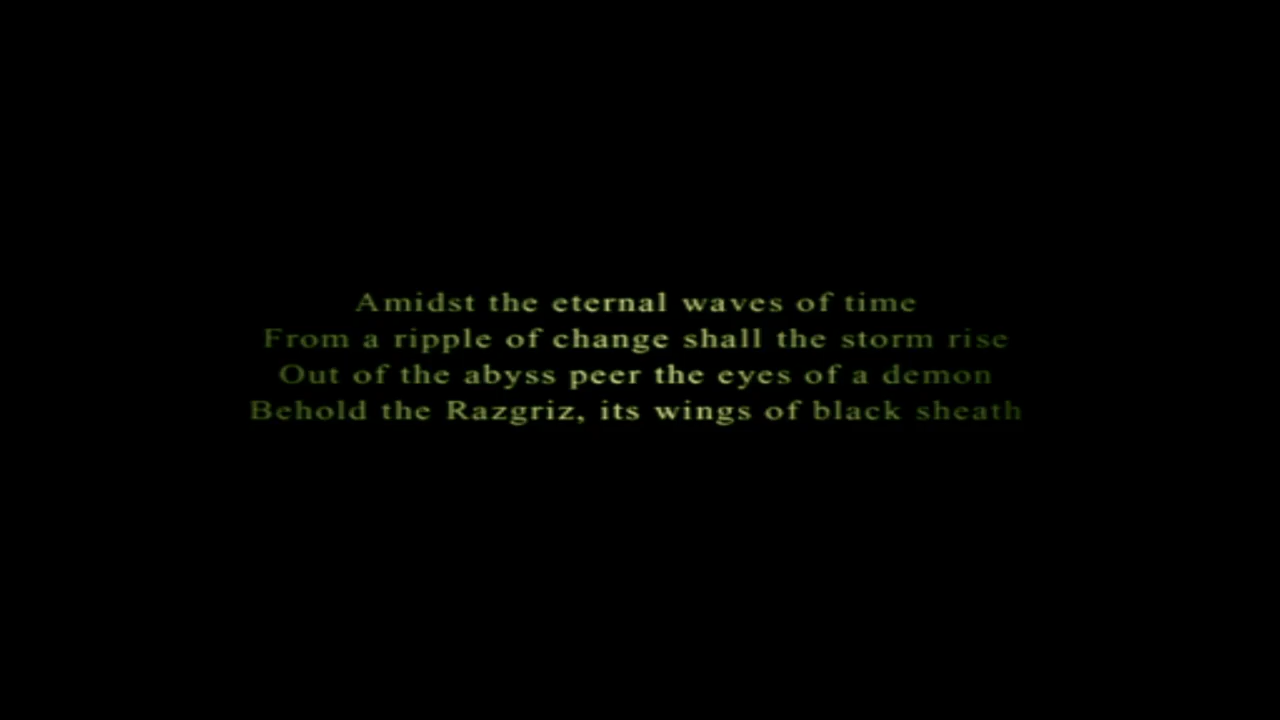 Amidst the eternal waves of time
From a ripple of change shall the storm rise
Out of the abyss peer the eyes of a demon
Behold the Razgriz, its wings of black sheath